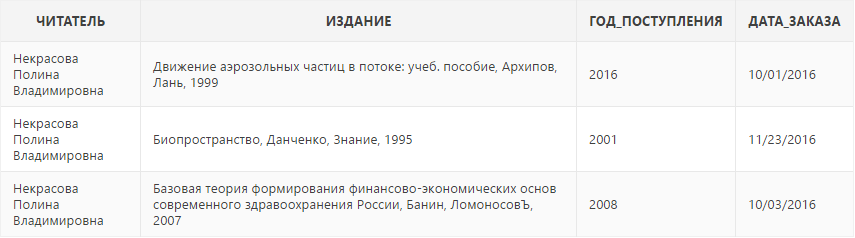 ЧИТАТЕЛЬ ИЗДАНИЕ ГОД_ПОСТУПЛЕНИЯ ДАТА_ЗАКАЗА
Некрасова
Полина
Владимировна
Движение аэрозольных частиц в потоке: учеб. пособие, Архипов,
Лань, 1999
2016
10/01/2016
Некрасова
Полина
Владимировна
Биопространство, Данченко, Знание, 1995
2001
11/23/2016
Некрасова
Полина
Владимировна
Базовая теория формирования финансово-экономических основ
современного здравоохранения России, Банин, ЛомоносовЪ,
2007
2008
10/03/2016